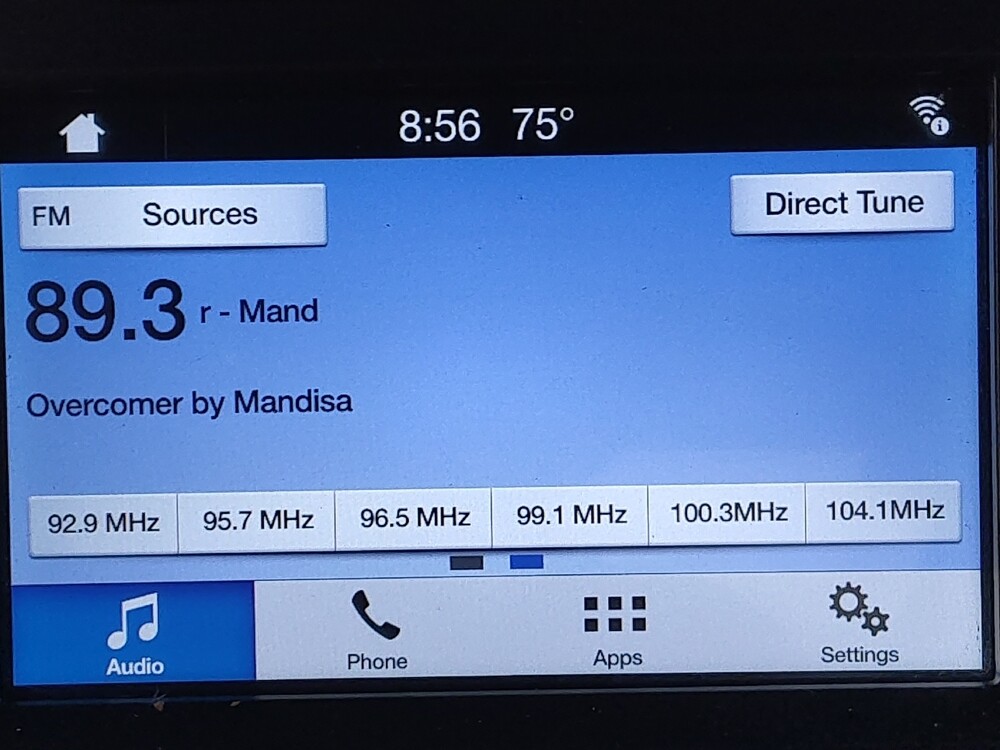 8:56 75°
FM Sources Direct Tune
89.3 r - Mand
Overcomer by Mandisa
92.9 MHz 95.7 MHz 96.5 MHz 99.1 MHz 100.3MHz 104.1MHz
Audio Phone Apps Settings